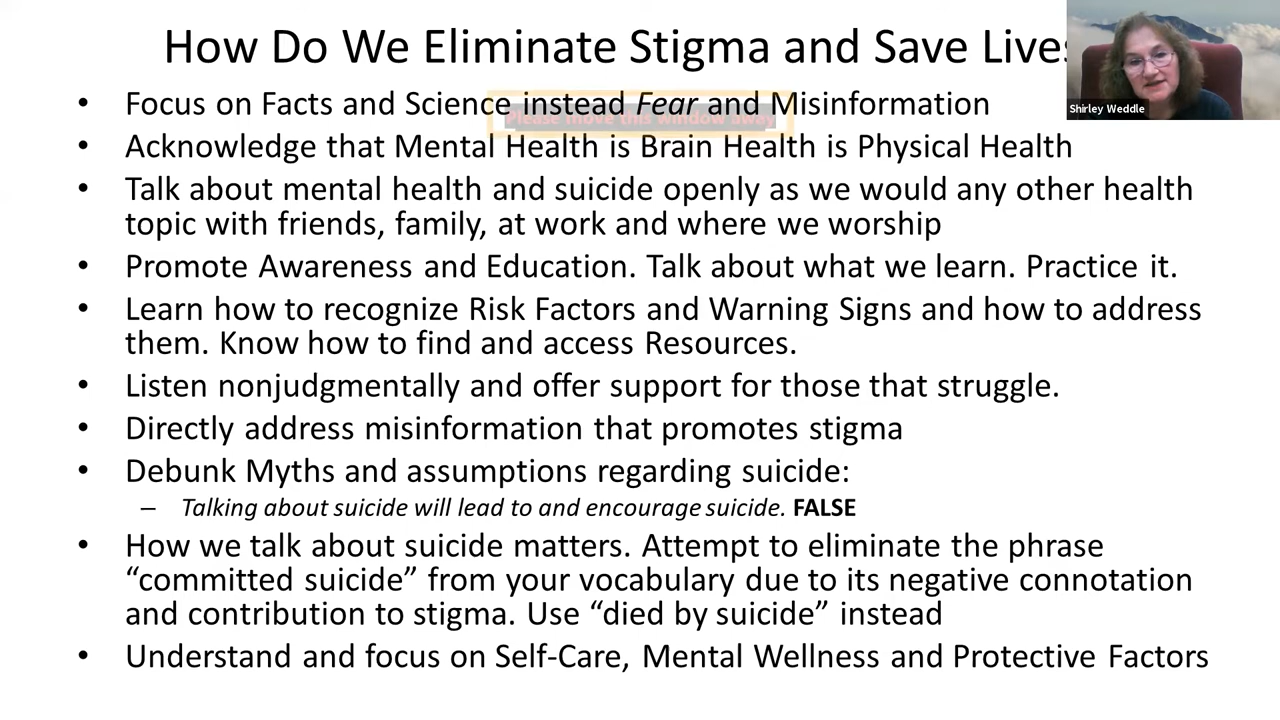 How Do We Eliminate Stigma and Save Lives
Shirley Weddle
• Focus on Facts and Science instead Fear and Misinformation
Please move this window away
• Acknowledge that Mental Health is Brain Health is Physical Health
• Talk about mental health and suicide openly as we would any other health
topic with friends, family, at work and where we worship
• Promote Awareness and Education. Talk about what we learn. Practice it.
• Learn how to recognize Risk Factors and Warning Signs and how to address
them. Know how to find and access Resources.
• Listen nonjudgmentally and offer support for those that struggle.
• Directly address misinformation that promotes stigma
• Debunk Myths and assumptions regarding suicide:
– Talking about suicide will lead to and encourage suicide. FALSE
• How we talk about suicide matters. Attempt to eliminate the phrase
“committed suicide” from your vocabulary due to its negative connotation
and contribution to stigma. Use “died by suicide” instead
• Understand and focus on Self-Care, Mental Wellness and Protective Factors